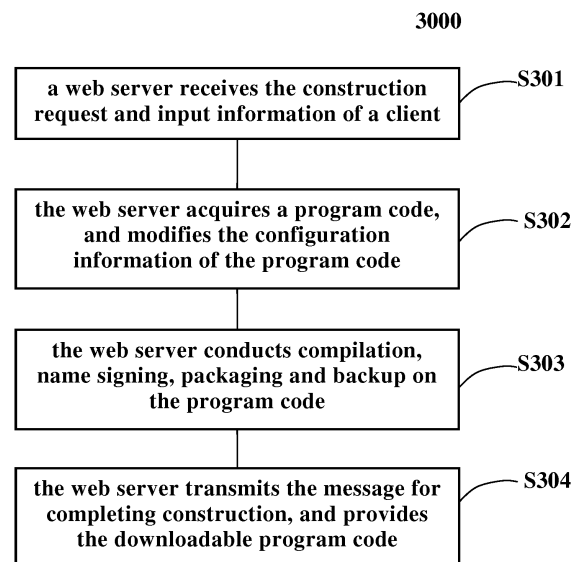 3000
a web server receives the construction
request and input information of a client
S301
the web server acquires a program code,
and modifies the configuration
information of the program code
S302
the web server conducts compilation,
name signing, packaging and backup on
the program code
S303
the web server transmits the message for
completing construction, and provides
the downloadable program code
S304